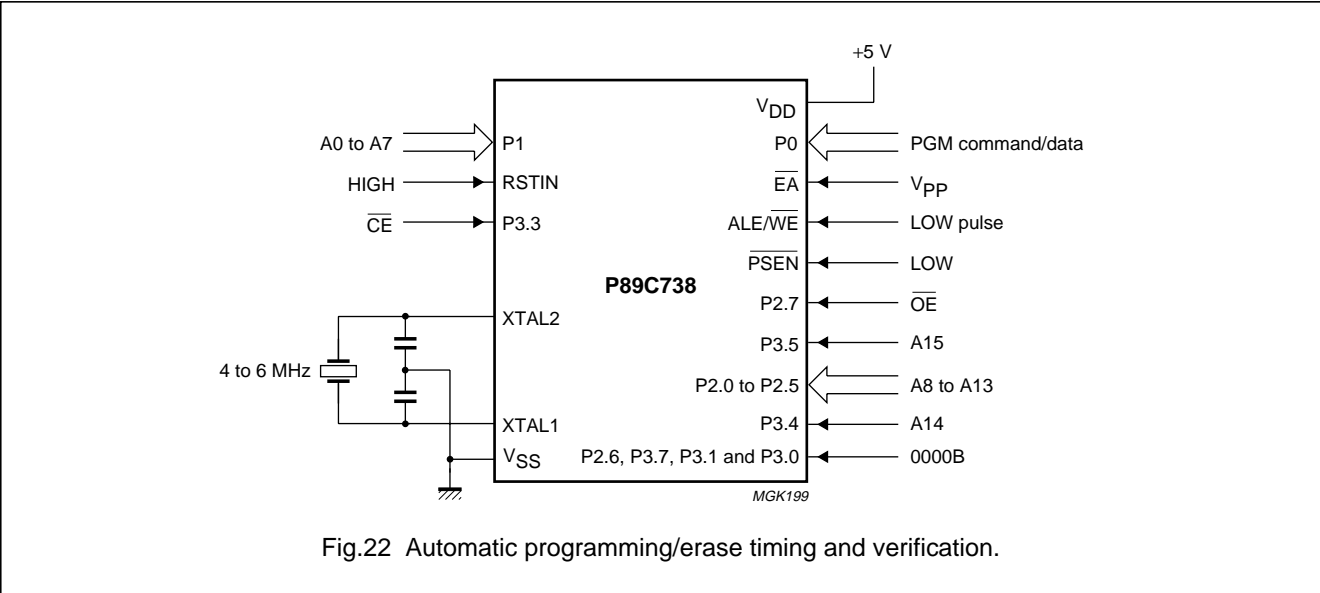 +5 V
VDD
A0 to A7
P1
P0
PGM command/data
HIGH
RSTIN
EA
VPP
CE
P3.3
ALE/WE
LOW pulse
PSEN
LOW
P89C738
P2.7
OE
XTAL2
P3.5
A15
4 to 6 MHz
P2.0 to P2.5
A8 to A13
XTAL1
P3.4
A14
VSS
P2.6, P3.7, P3.1 and P3.0
0000B
MGK199
Fig.22 Automatic programming/erase timing and verification.